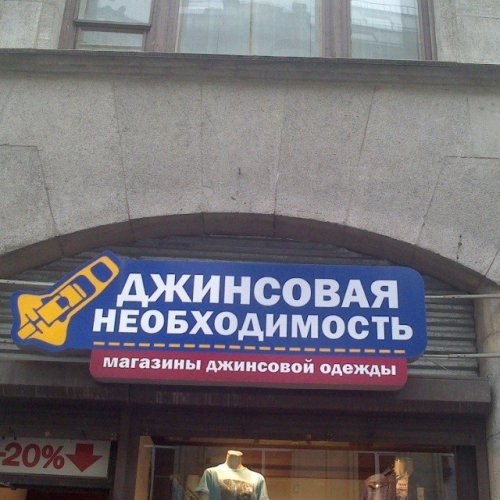 ДЖИНСОВАЯ
НЕОБХОДИМОСТЬ
магазины джинсовой одежды
-20%